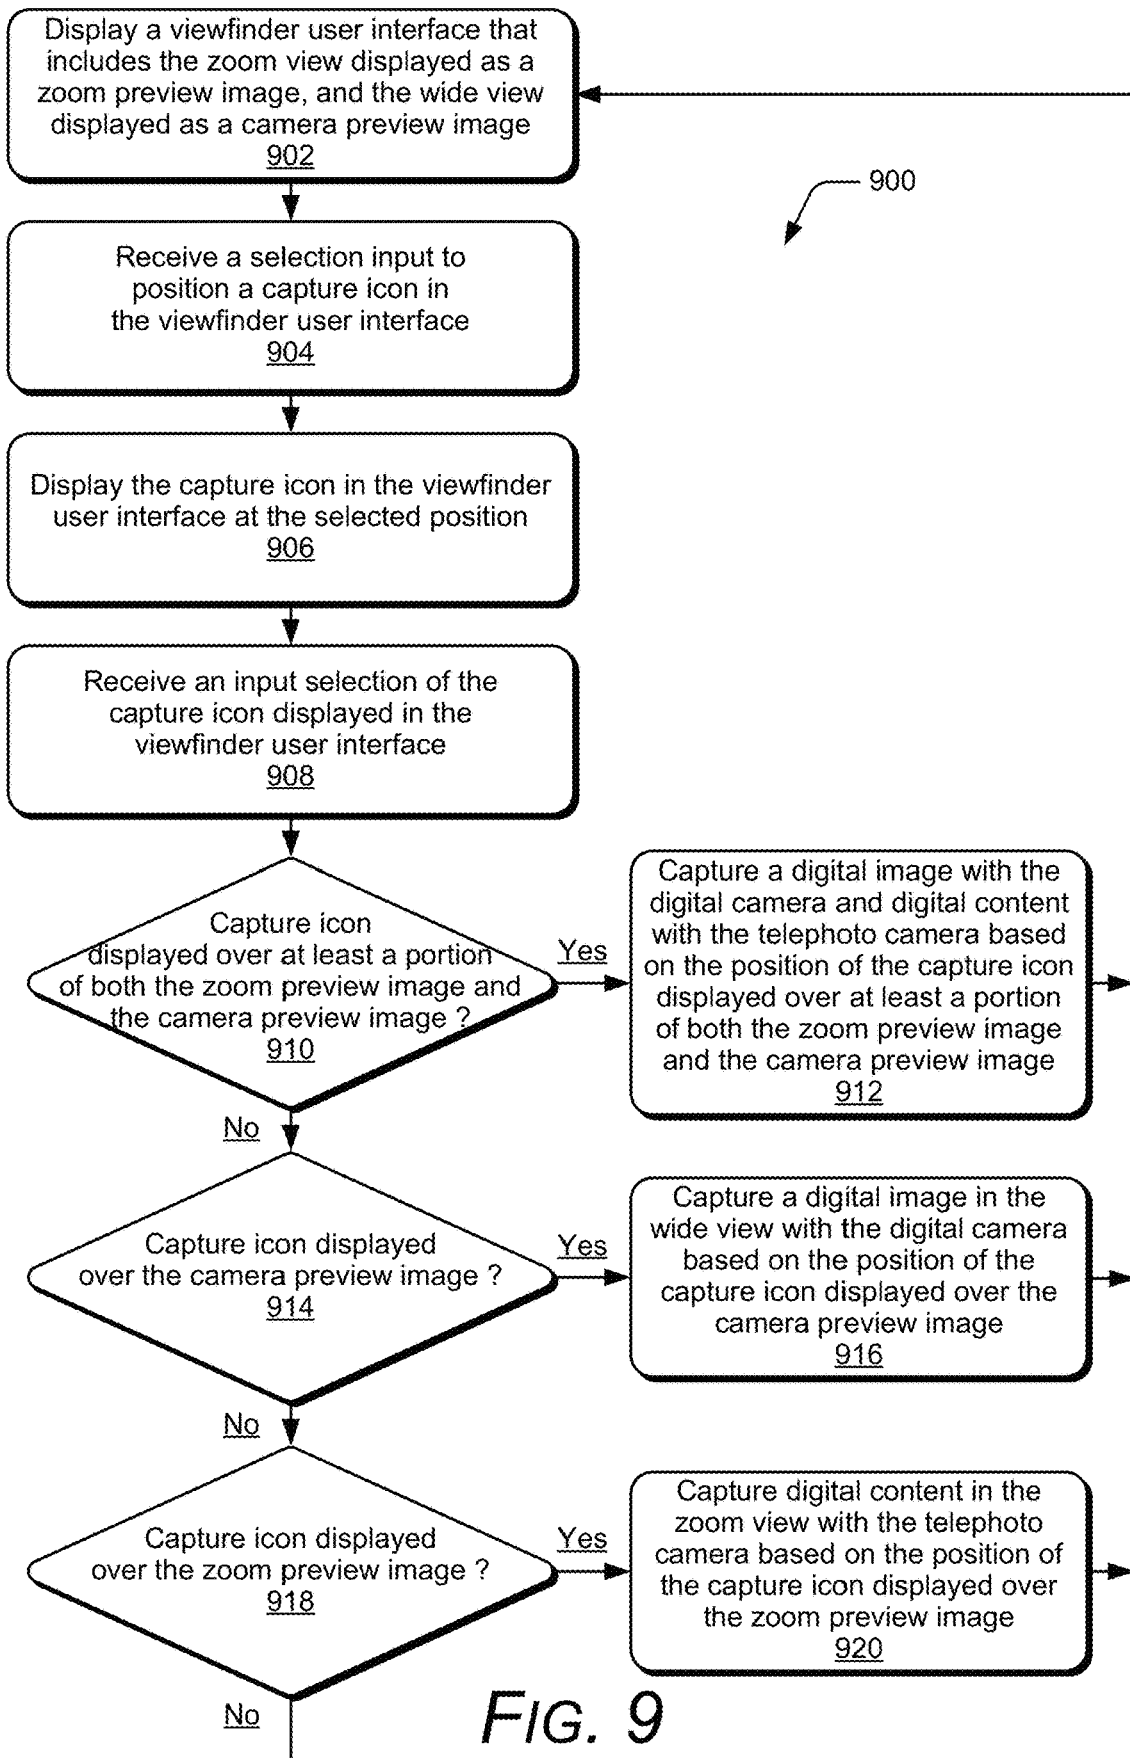 Display a viewfinder user interface that
includes the zoom view displayed as a
zoom preview image, and the wide view
displayed as a camera preview image
902
900
Receive a selection input to
position a capture icon in
the viewfinder user interface
904
Display the capture icon in the viewfinder
user interface at the selected position
906
Receive an input selection of the
capture icon displayed in the
viewfinder user interface
908
Capture icon
displayed over at least a portion
of both the zoom preview image and
the camera preview image ?
910
Yes
Capture a digital image with the
digital camera and digital content
with the telephoto camera based
on the position of the capture icon
displayed over at least a portion
of both the zoom preview image
and the camera preview image
912
No
Capture icon displayed
over the camera preview image ?
914
Yes
Capture a digital image in the
wide view with the digital camera
based on the position of the
capture icon displayed over the
camera preview image
916
No
Capture icon displayed
over the zoom preview image ?
918
Yes
Capture digital content in the
zoom view with the telephoto
camera based on the position of
the capture icon displayed over
the zoom preview image
920
No
FIG. 9